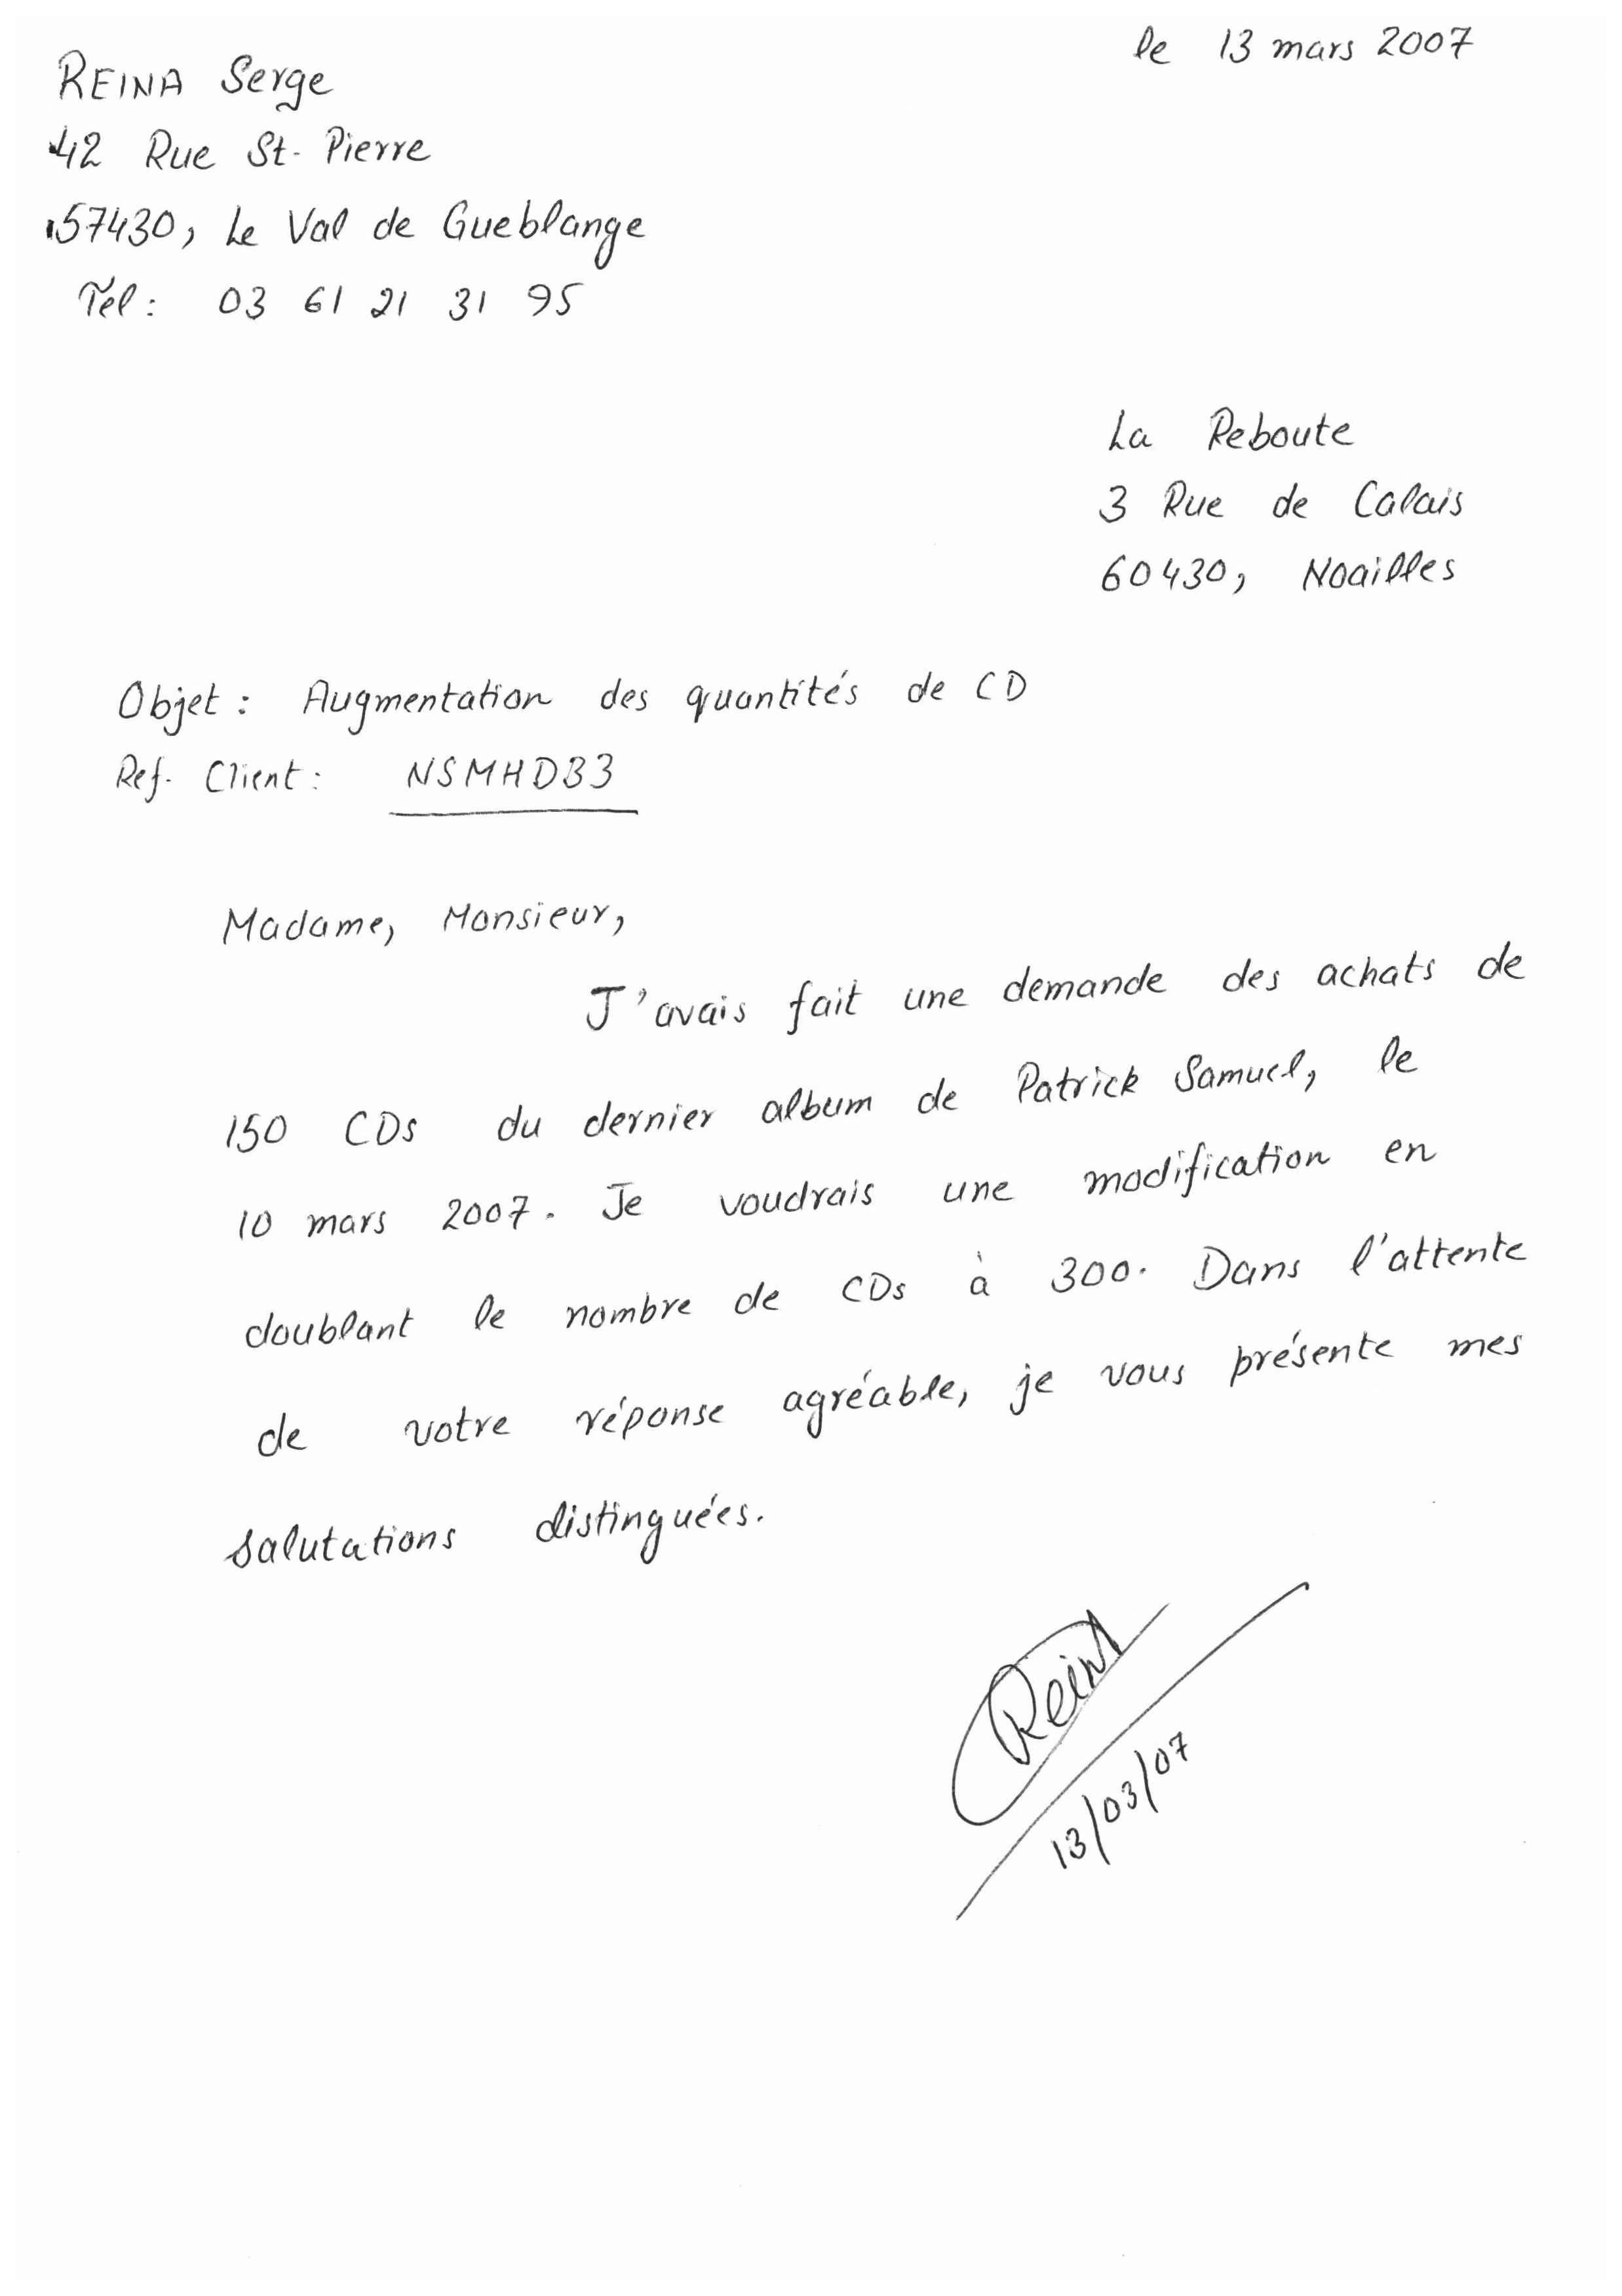 le 13 mars 2007
REINA Serge
42 Rue St-Pierre
57430, Le Val de Gueblange
Tél : 03 61 21 31 95
La Reboute
3 Rue de Calais
60430, Noailles
Objet : Augmentation des quantités de CD
Ref. Client : NSMHDB3
Madame, Monsieur,
J'avais fait une demande des achats de
150 CDs du dernier album de Patrick Samuel, le
10 mars 2007. Je voudrais une modification en
doublant le nombre de CDs à 300. Dans l'attente
de votre réponse agréable, je vous présente mes
salutations distinguées.
ReinA
13/03/07